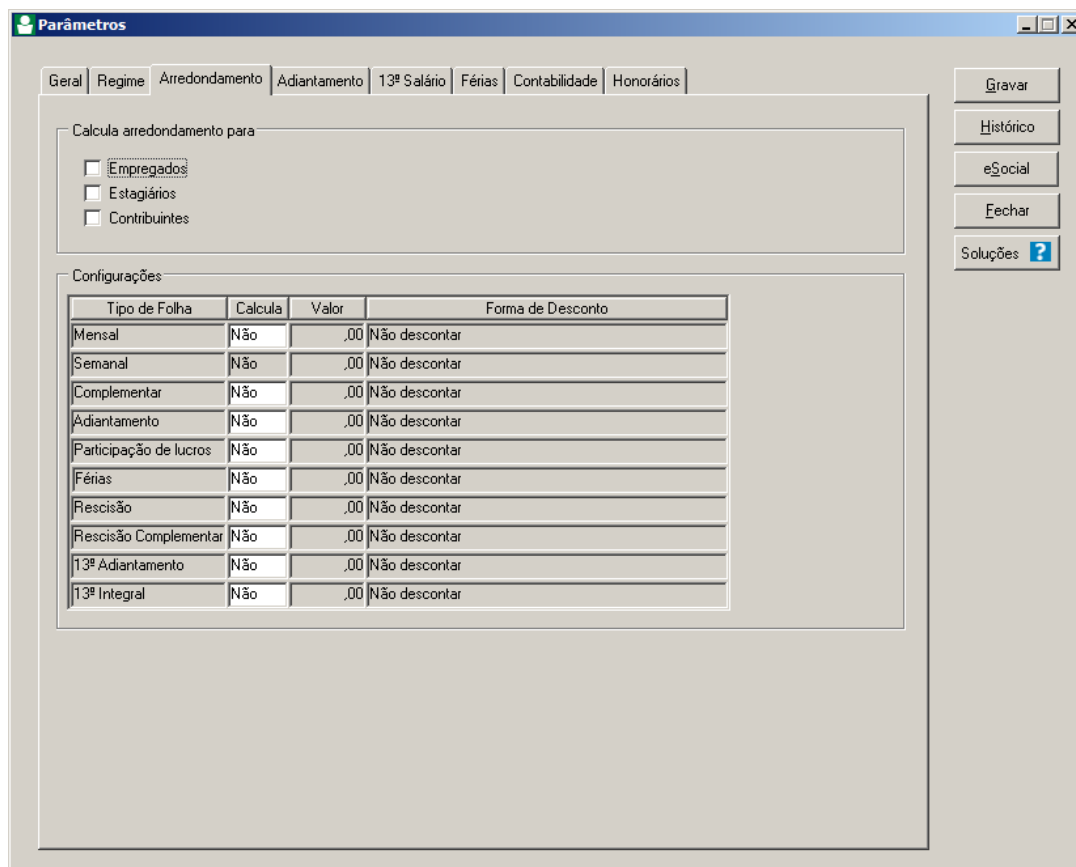 Parâmetros
Geral Regime Arredondamento Adiantamento 13º Salário Férias Contabilidade Honorários
Gravar
Histórico
eSocial
Fechar
Soluções ?
Calcula arredondamento para
Empregados
Estagiários
Contribuintes
Configurações
Tipo de Folha Calcula Valor Forma de Desconto
Mensal Não ,00 Não descontar
Semanal Não ,00 Não descontar
Complementar Não ,00 Não descontar
Adiantamento Não ,00 Não descontar
Participação de lucros Não ,00 Não descontar
Férias Não ,00 Não descontar
Rescisão Não ,00 Não descontar
Rescisão Complementar Não ,00 Não descontar
13º Adiantamento Não ,00 Não descontar
13º Integral Não ,00 Não descontar